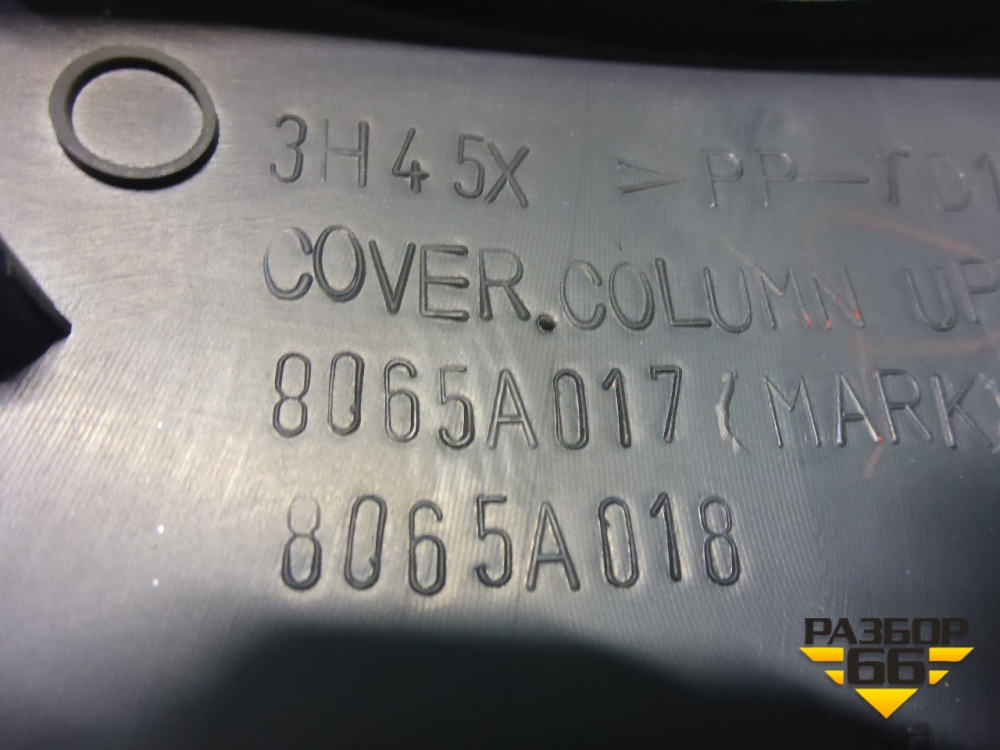 3H45X >PP-TD1
COVER.COLUMN UP
8065A017(MARK)
8065A018
РАЗБОР
66